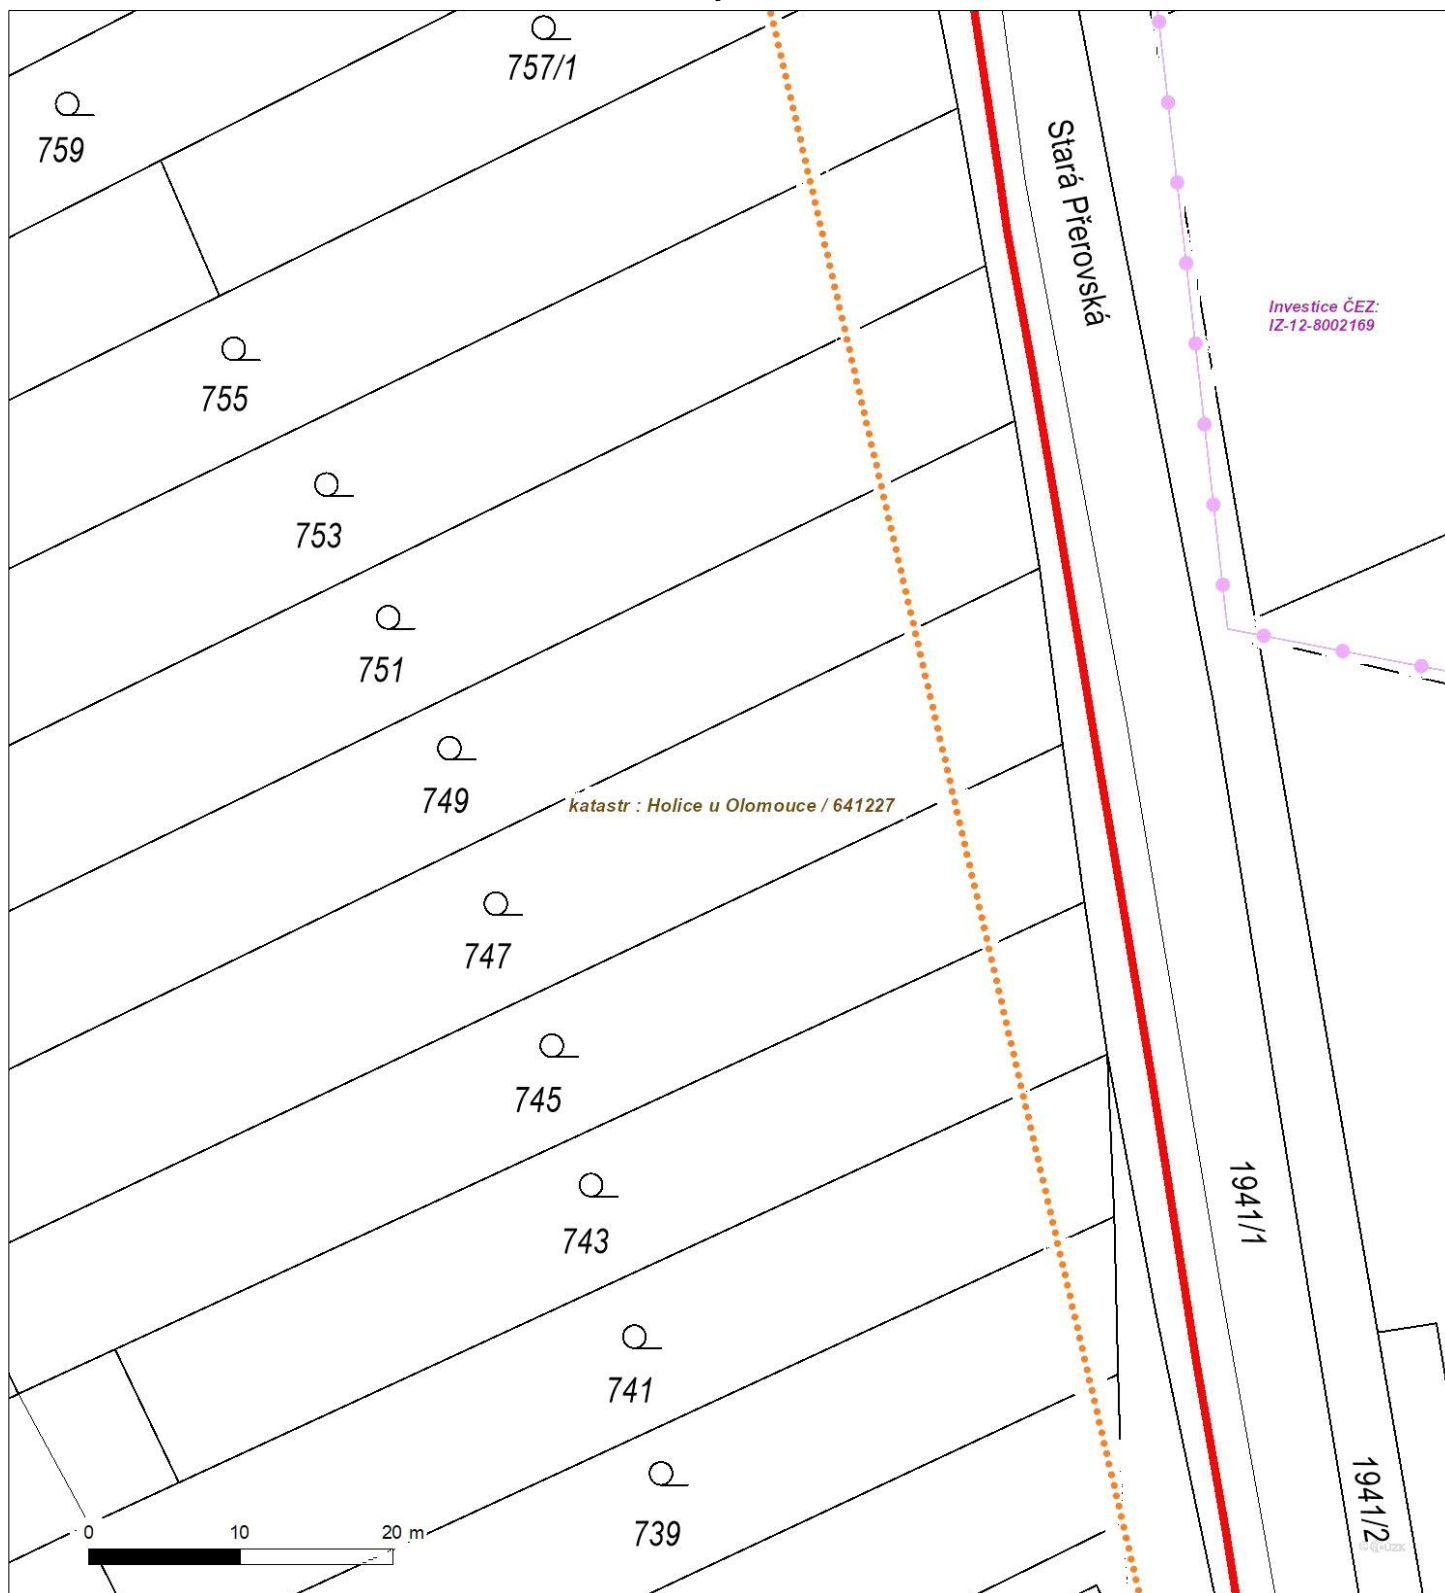 757/1
759
Stará Přerovská
Investice ČEZ:
IZ-12-8002169
755
753
751
749
katastr : Holice u Olomouce / 641227
747
745
743
1941/1
741
739
1941/2
0 10 20 m